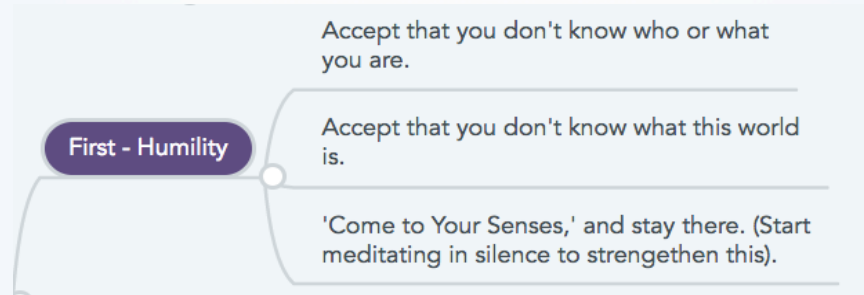 Accept that you don't know who or what
you are.
First - Humility
Accept that you don't know what this world
is.
'Come to Your Senses,' and stay there. (Start
meditating in silence to strengethen this).